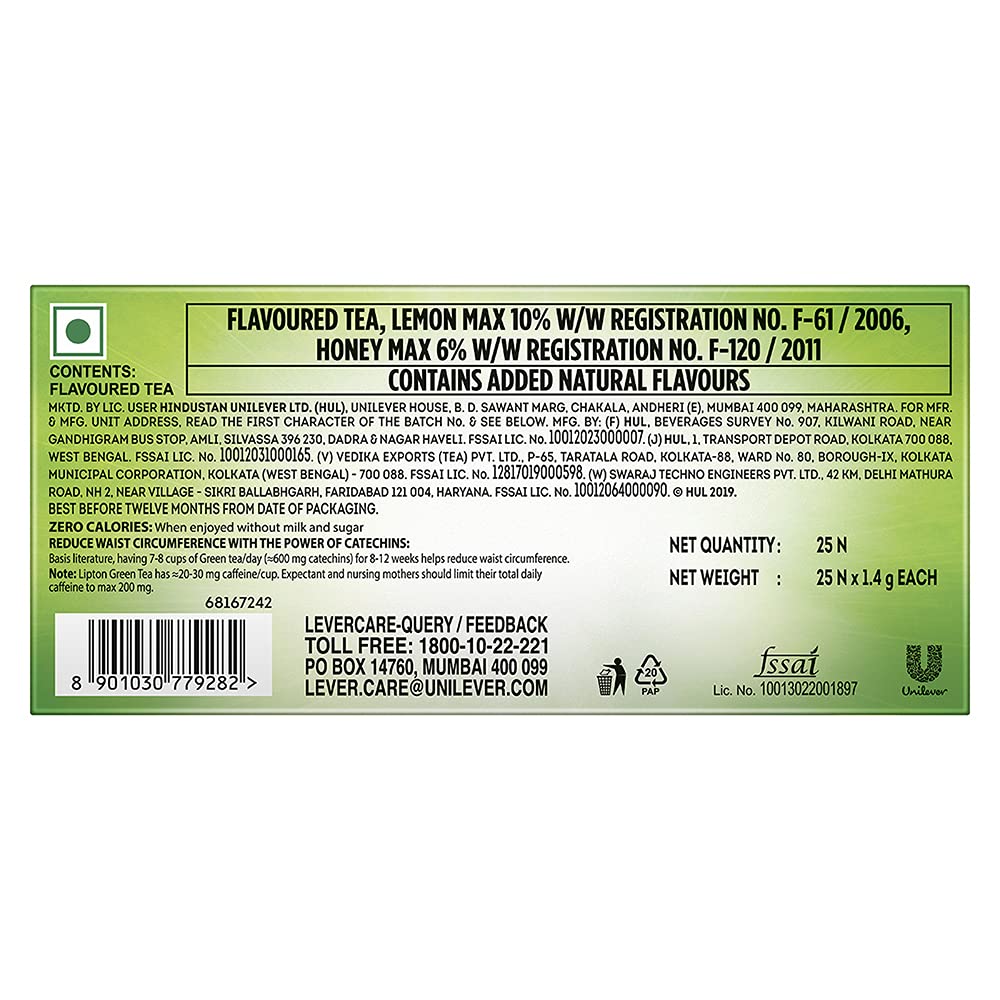 FLAVOURED TEA, LEMON MAX 10% W/W REGISTRATION NO. F-61 / 2006,
HONEY MAX 6% W/W REGISTRATION NO. F-120 / 2011
CONTAINS ADDED NATURAL FLAVOURS
CONTENTS:
FLAVOURED TEA
MKTD. BY LIC. USER HINDUSTAN UNILEVER LTD. (HUL), UNILEVER HOUSE, B. D. SAWANT MARG, CHAKALA, ANDHERI (E), MUMBAI 400 099, MAHARASHTRA. FOR MFR.
& MFG. UNIT ADDRESS, READ THE FIRST CHARACTER OF THE BATCH No. & SEE BELOW. MFG. BY: (F) HUL, BEVERAGES SURVEY No. 907, KILWANI ROAD, NEAR
GANDHIGRAM BUS STOP, AMLI, SILVASSA 396 230, DADRA & NAGAR HAVELI. FSSAI LIC. No. 10012023000007. (J) HUL, 1, TRANSPORT DEPOT ROAD, KOLKATA 700 088,
WEST BENGAL. FSSAI LIC. No. 10012031000165. (V) VEDIKA EXPORTS (TEA) PVT. LTD., P-65, TARATALA ROAD, KOLKATA-88, WARD No. 80, BOROUGH-IX, KOLKATA
MUNICIPAL CORPORATION, KOLKATA (WEST BENGAL) - 700 088. FSSAI LIC. No. 12817019000598. (W) SWARAJ TECHNO ENGINEERS PVT. LTD., 42 KM, DELHI MATHURA
ROAD, NH 2, NEAR VILLAGE - SIKRI BALLABHGARH, FARIDABAD 121 004, HARYANA. FSSAI LIC. No. 10012064000090. © HUL 2019.
BEST BEFORE TWELVE MONTHS FROM DATE OF PACKAGING.
ZERO CALORIES: When enjoyed without milk and sugar
REDUCE WAIST CIRCUMFERENCE WITH THE POWER OF CATECHINS:
Basis literature, having 7-8 cups of Green tea/day (≈600 mg catechins) for 8-12 weeks helps reduce waist circumference.
Note: Lipton Green Tea has ≈20-30 mg caffeine/cup. Expectant and nursing mothers should limit their total daily
caffeine to max 200 mg.
NET QUANTITY : 25 N
NET WEIGHT : 25 N x 1.4 g EACH
68167242
8 901030 779282 >
LEVERCARE-QUERY / FEEDBACK
TOLL FREE: 1800-10-22-221
PO BOX 14760, MUMBAI 400 099
LEVER.CARE@UNILEVER.COM
20
PAP
fssai
Lic. No. 10013022001897
Unilever